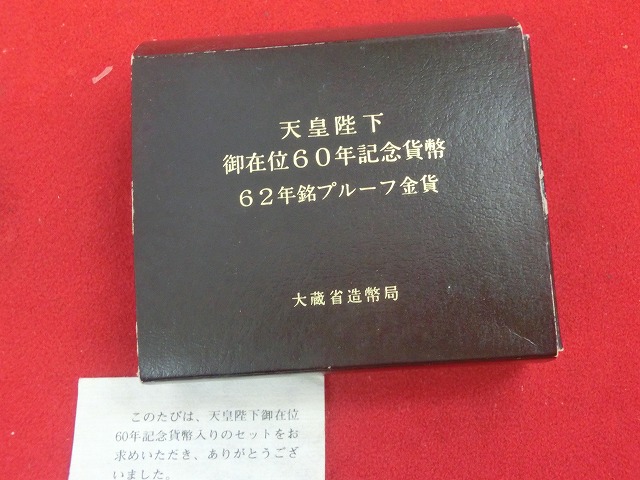 天皇陛下
御在位60年記念貨幣
62年銘プルーフ金貨
大蔵省造幣局
このたびは、天皇陛下御在位
60年記念貨幣入りのセットをお
求めいただき、ありがとうござ
いました。